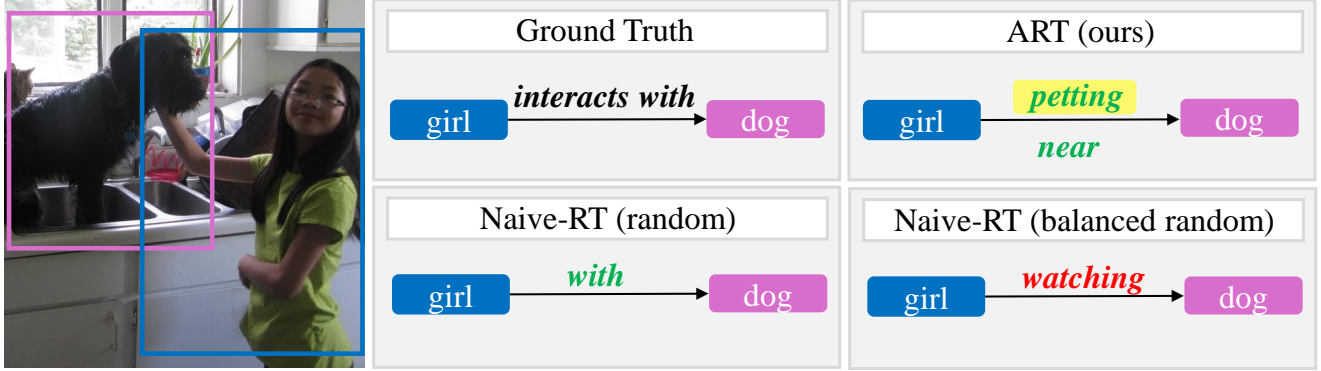 Ground Truth
girl interacts with dog
ART (ours)
girl petting dog
near
Naive-RT (random)
girl with dog
Naive-RT (balanced random)
girl watching dog